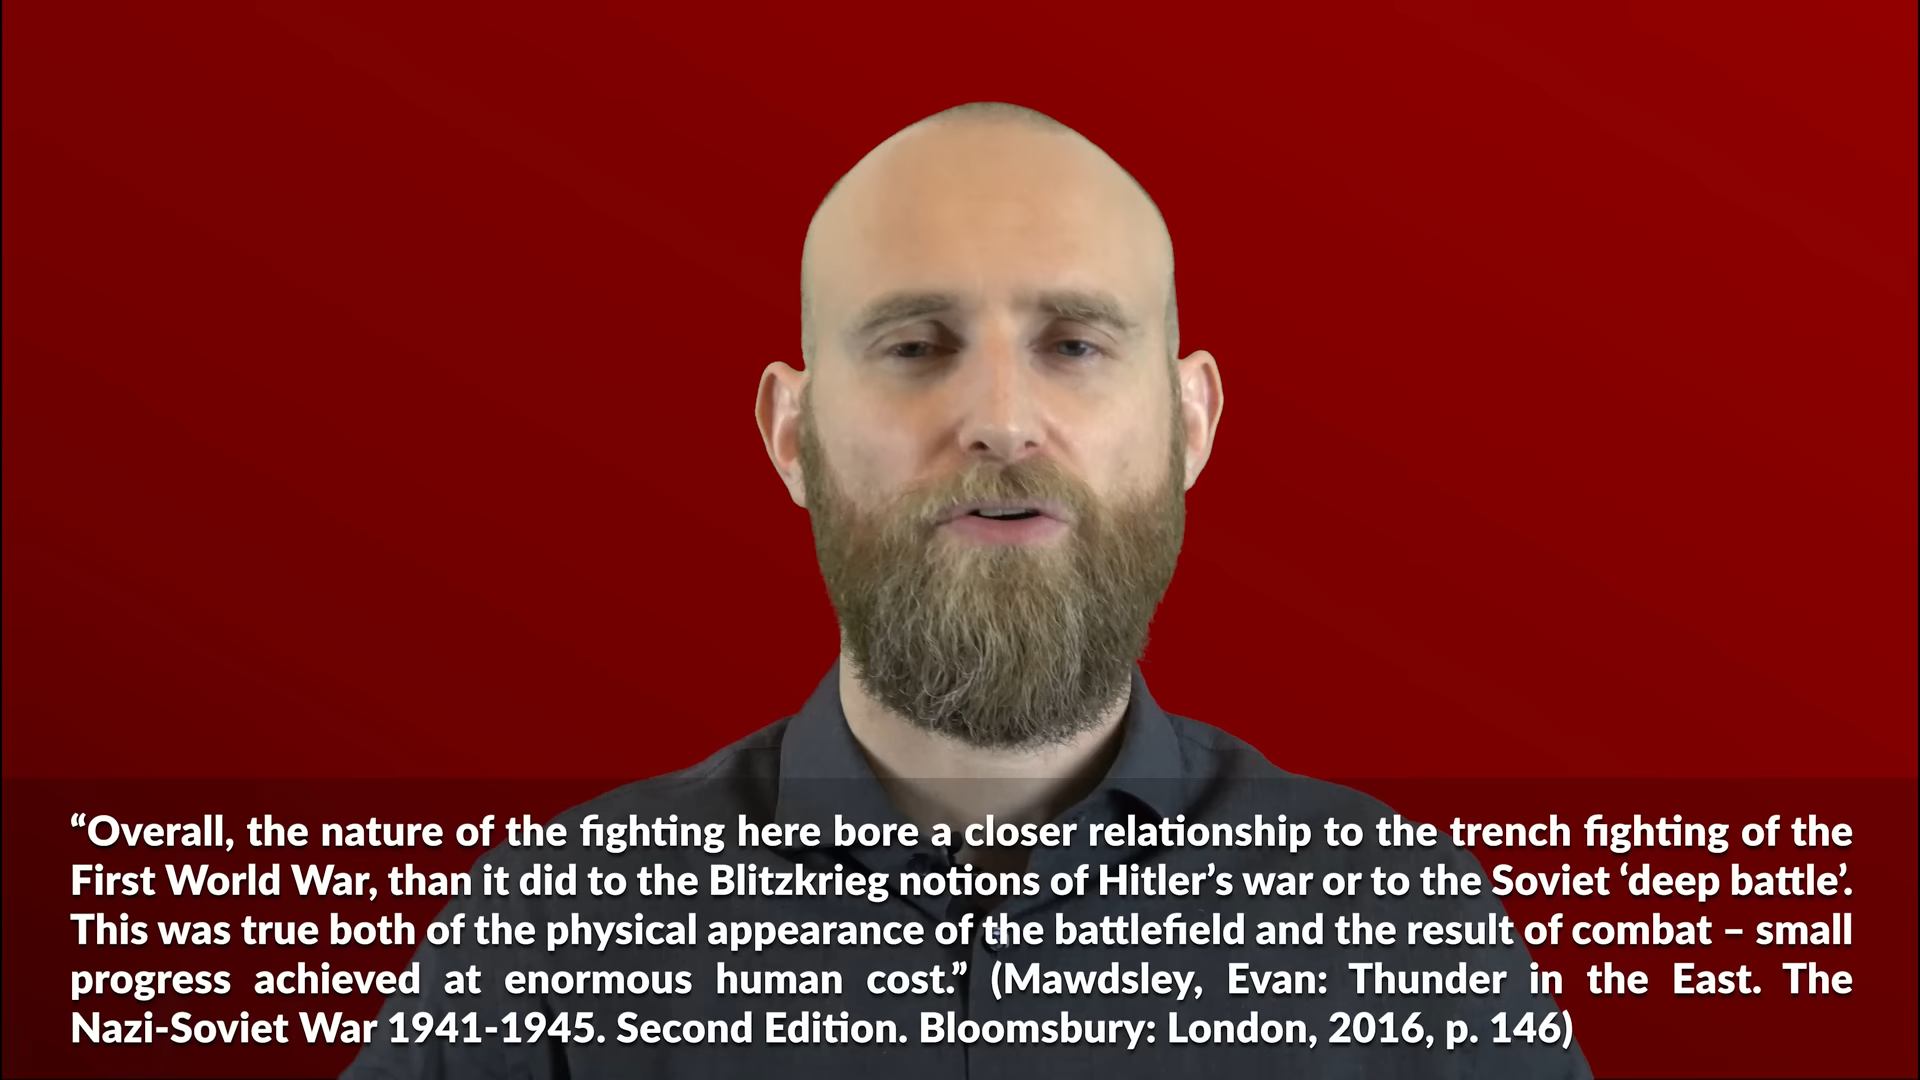 “Overall, the nature of the fighting here bore a closer relationship to the trench fighting of the
First World War, than it did to the Blitzkrieg notions of Hitler’s war or to the Soviet ‘deep battle’.
This was true both of the physical appearance of the battlefield and the result of combat – small
progress achieved at enormous human cost.” (Mawdsley, Evan: Thunder in the East. The
Nazi-Soviet War 1941-1945. Second Edition. Bloomsbury: London, 2016, p. 146)